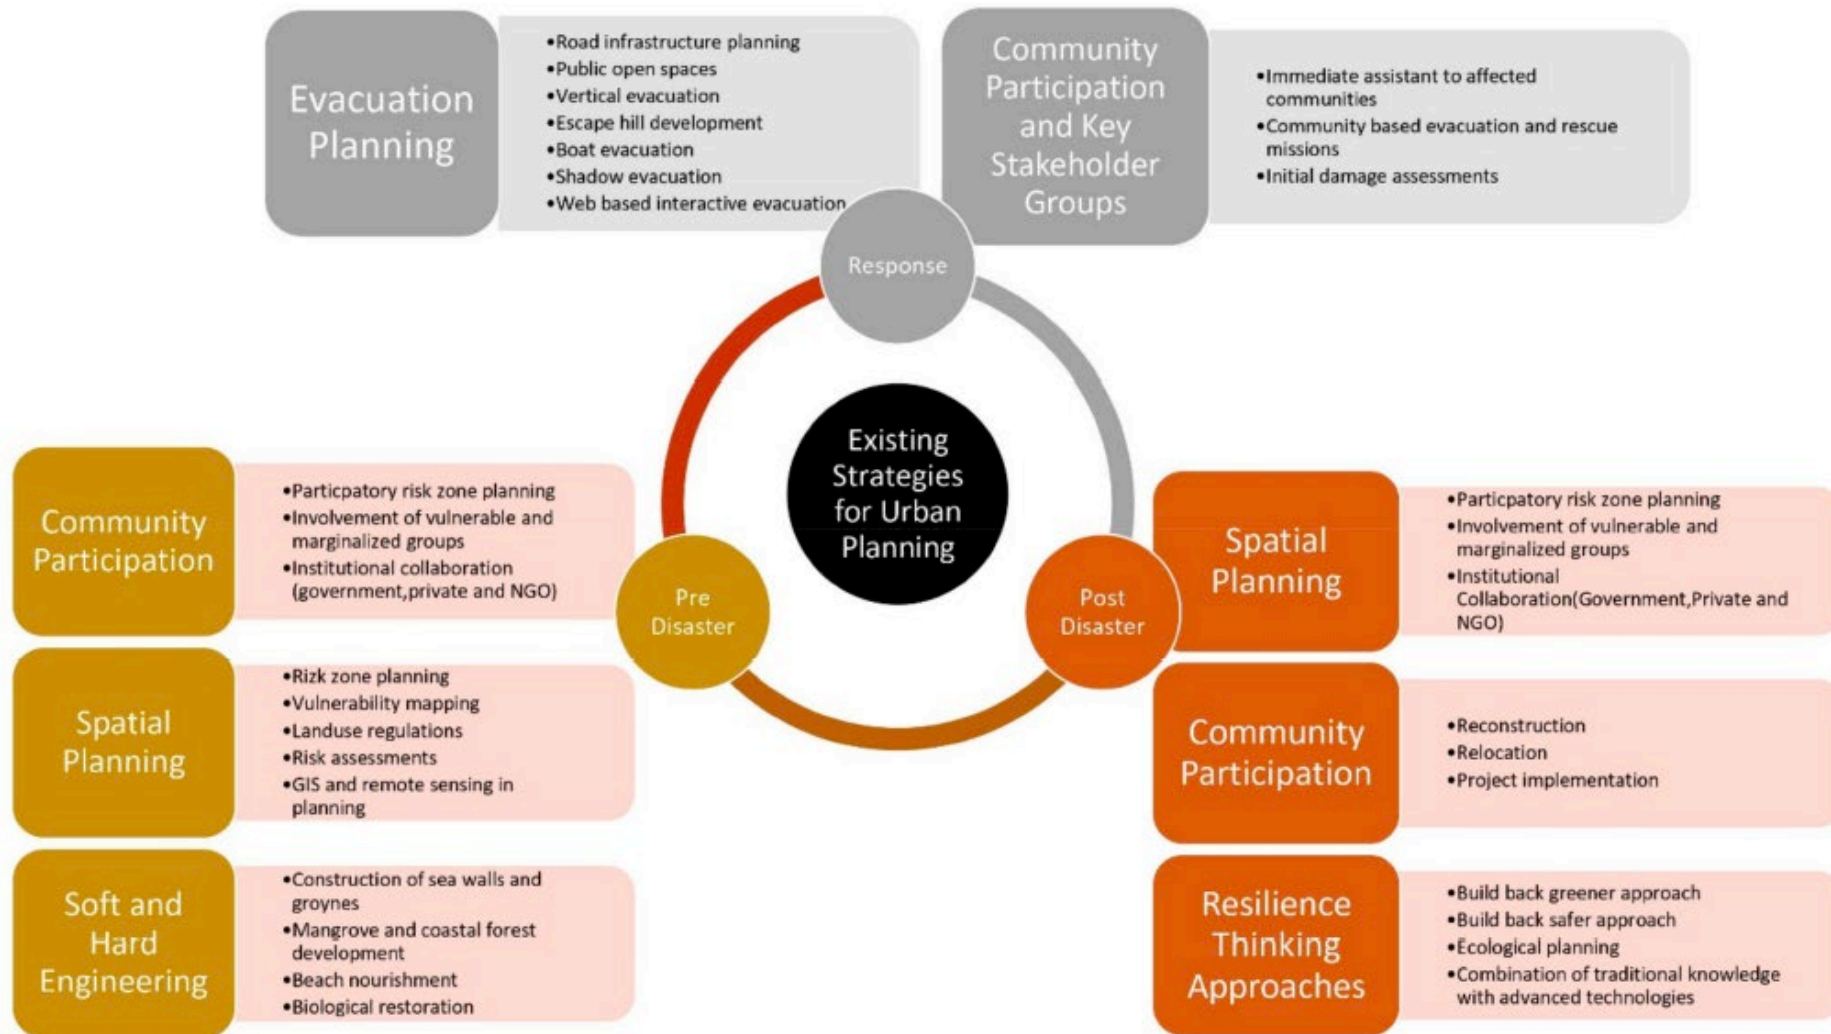 Evacuation
Planning
•Road infrastructure planning
•Public open spaces
•Vertical evacuation
•Escape hill development
•Boat evacuation
•Shadow evacuation
•Web based interactive evacuation
Community
Participation
and Key
Stakeholder
Groups
•Immediate assistant to affected
communities
•Community based evacuation and rescue
missions
•Initial damage assessments
Response
Existing
Strategies
for Urban
Planning
Pre
Disaster
Post
Disaster
Community
Participation
•Particpatory risk zone planning
•Involvement of vulnerable and
marginalized groups
•Institutional collaboration
(government,private and NGO)
Spatial
Planning
•Rizk zone planning
•Vulnerability mapping
•Landuse regulations
•Risk assessments
•GIS and remote sensing in
planning
Soft and
Hard
Engineering
•Construction of sea walls and
groynes
•Mangrove and coastal forest
development
•Beach nourishment
•Biological restoration
Spatial
Planning
•Particpatory risk zone planning
•Involvement of vulnerable and
marginalized groups
•Institutional
Collaboration(Government,Private and
NGO)
Community
Participation
•Reconstruction
•Relocation
•Project implementation
Resilience
Thinking
Approaches
•Build back greener approach
•Build back safer approach
•Ecological planning
•Combination of traditional knowledge
with advanced technologies